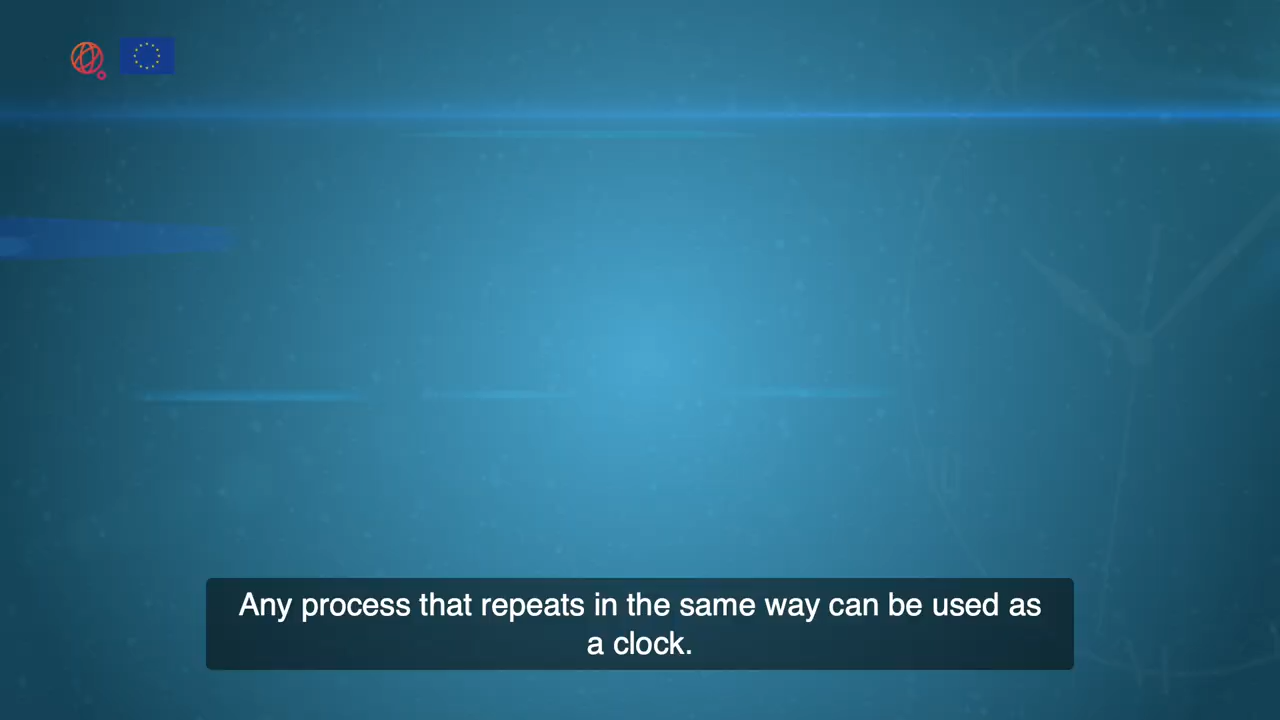 Any process that repeats in the same way can be used as
a clock.